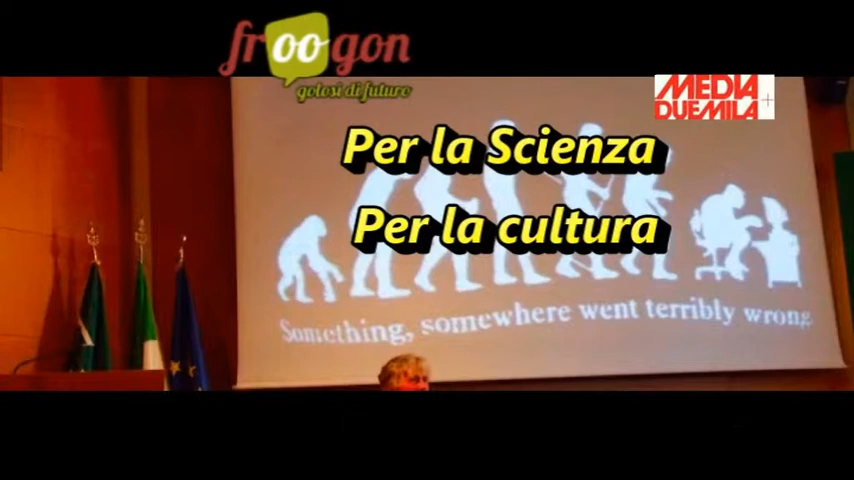 froogon
golosi di futuro
MEDIA
DUEMILA+
Per la Scienza
Per la cultura
Something, somewhere went terribly wrong